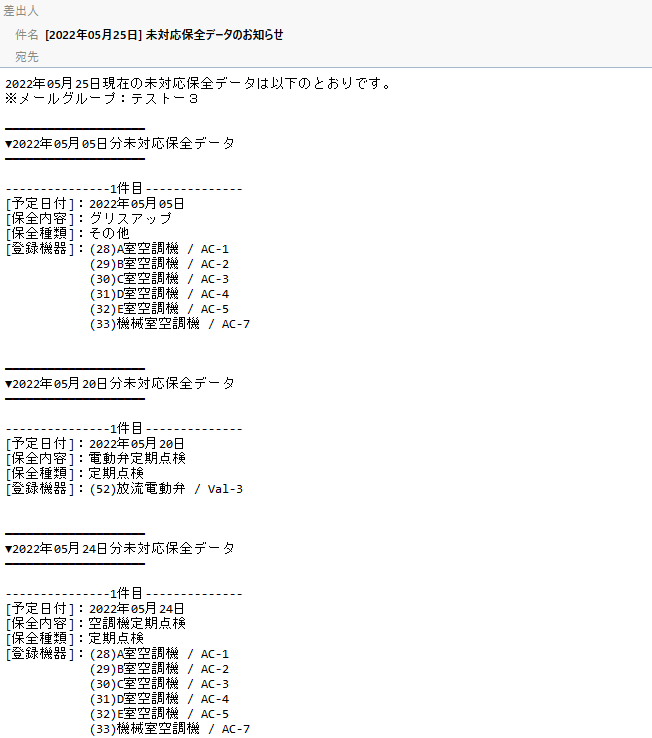 差出人
件名 [2022年05月25日] 未対応保全データのお知らせ
宛先
2022年05月25日現在の未対応保全データは以下のとおりです。
※メールグループ：テストー３
━━━━━━━━━━
▼2022年05月05日分未対応保全データ
━━━━━━━━━━
---------------1件目--------------
[予定日付]：2022年05月05日
[保全内容]：グリスアップ
[保全種類]：その他
[登録機器]：(28)A室空調機 / AC-1
(29)B室空調機 / AC-2
(30)C室空調機 / AC-3
(31)D室空調機 / AC-4
(32)E室空調機 / AC-5
(33)機械室空調機 / AC-7
━━━━━━━━━━
▼2022年05月20日分未対応保全データ
━━━━━━━━━━
---------------1件目--------------
[予定日付]：2022年05月20日
[保全内容]：電動弁定期点検
[保全種類]：定期点検
[登録機器]：(52)放流電動弁 / Val-3
━━━━━━━━━━
▼2022年05月24日分未対応保全データ
━━━━━━━━━━
---------------1件目--------------
[予定日付]：2022年05月24日
[保全内容]：空調機定期点検
[保全種類]：定期点検
[登録機器]：(28)A室空調機 / AC-1
(29)B室空調機 / AC-2
(30)C室空調機 / AC-3
(31)D室空調機 / AC-4
(32)E室空調機 / AC-5
(33)機械室空調機 / AC-7